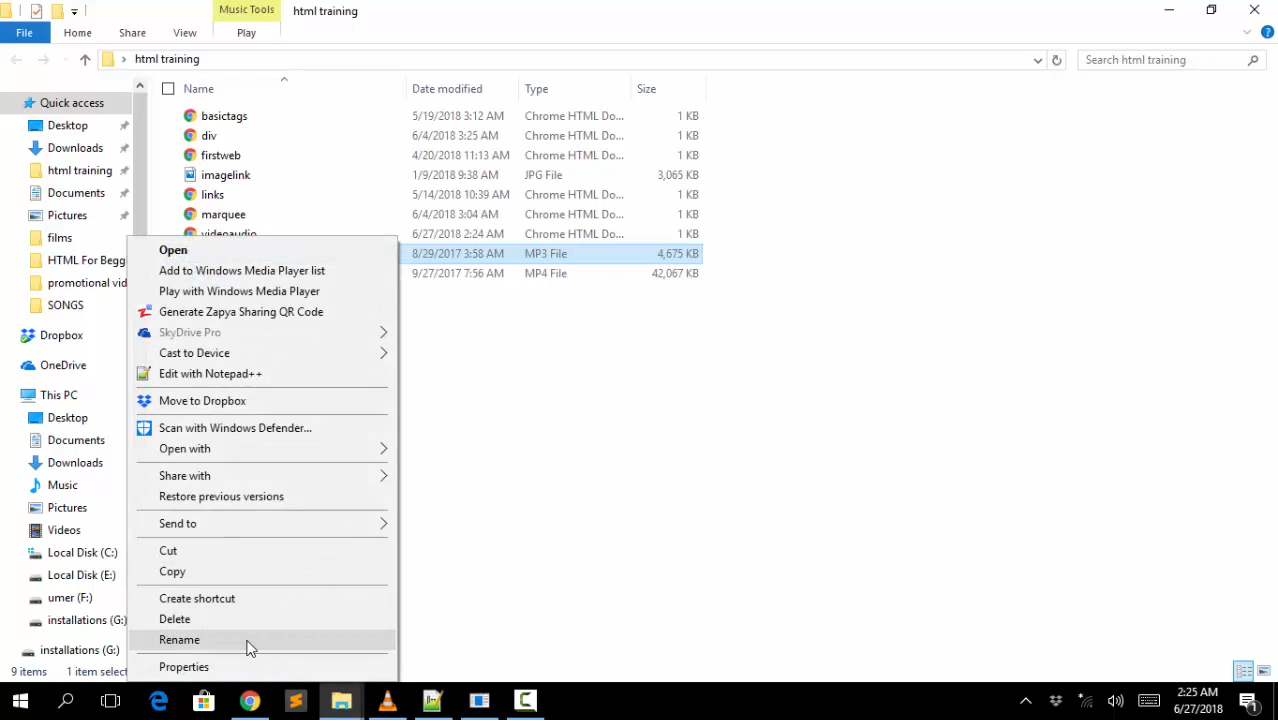 Music Tools
html training
File
Home
Share
View
Play
html training
Search html training
Name
Date modified
Type
Size
Quick access
Desktop
Downloads
html training
Documents
Pictures
films
HTML For Begg
promotional vid
SONGS
Dropbox
OneDrive
This PC
Desktop
Documents
Downloads
Music
Pictures
Videos
Local Disk (C:)
Local Disk (E:)
umer (F:)
installations (G:)
installations (G:)
basictags 5/19/2018 3:12 AM Chrome HTML Do... 1 KB
div 6/4/2018 3:25 AM Chrome HTML Do... 1 KB
firstweb 4/20/2018 11:13 AM Chrome HTML Do... 1 KB
imagelink 1/9/2018 9:38 AM JPG File 3,065 KB
links 5/14/2018 10:39 AM Chrome HTML Do... 1 KB
marquee 6/4/2018 3:04 AM Chrome HTML Do... 1 KB
videoaudio 6/27/2018 2:24 AM Chrome HTML Do... 1 KB
8/29/2017 3:58 AM MP3 File 4,675 KB
9/27/2017 7:56 AM MP4 File 42,067 KB
Open
Add to Windows Media Player list
Play with Windows Media Player
Generate Zapya Sharing QR Code
SkyDrive Pro
Cast to Device
Edit with Notepad++
Move to Dropbox
Scan with Windows Defender...
Open with
Share with
Restore previous versions
Send to
Cut
Copy
Create shortcut
Delete
Rename
Properties
9 items
1 item select
2:25 AM
6/27/2018